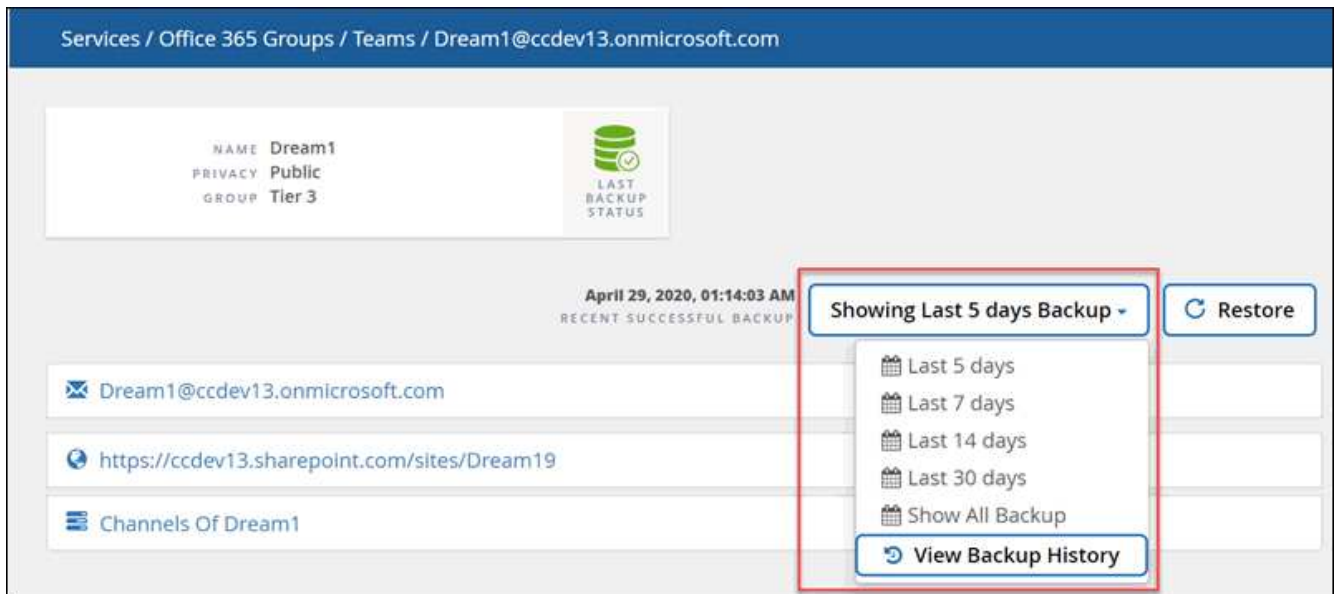 Services / Office 365 Groups / Teams / Dream1@ccdev13.onmicrosoft.com
NAME Dream1
PRIVACY Public
GROUP Tier 3
LAST
BACKUP
STATUS
April 29, 2020, 01:14:03 AM
RECENT SUCCESSFUL BACKUP
Showing Last 5 days Backup
Restore
Last 5 days
Last 7 days
Last 14 days
Last 30 days
Show All Backup
View Backup History
Dream1@ccdev13.onmicrosoft.com
https://ccdev13.sharepoint.com/sites/Dream19
Channels Of Dream1